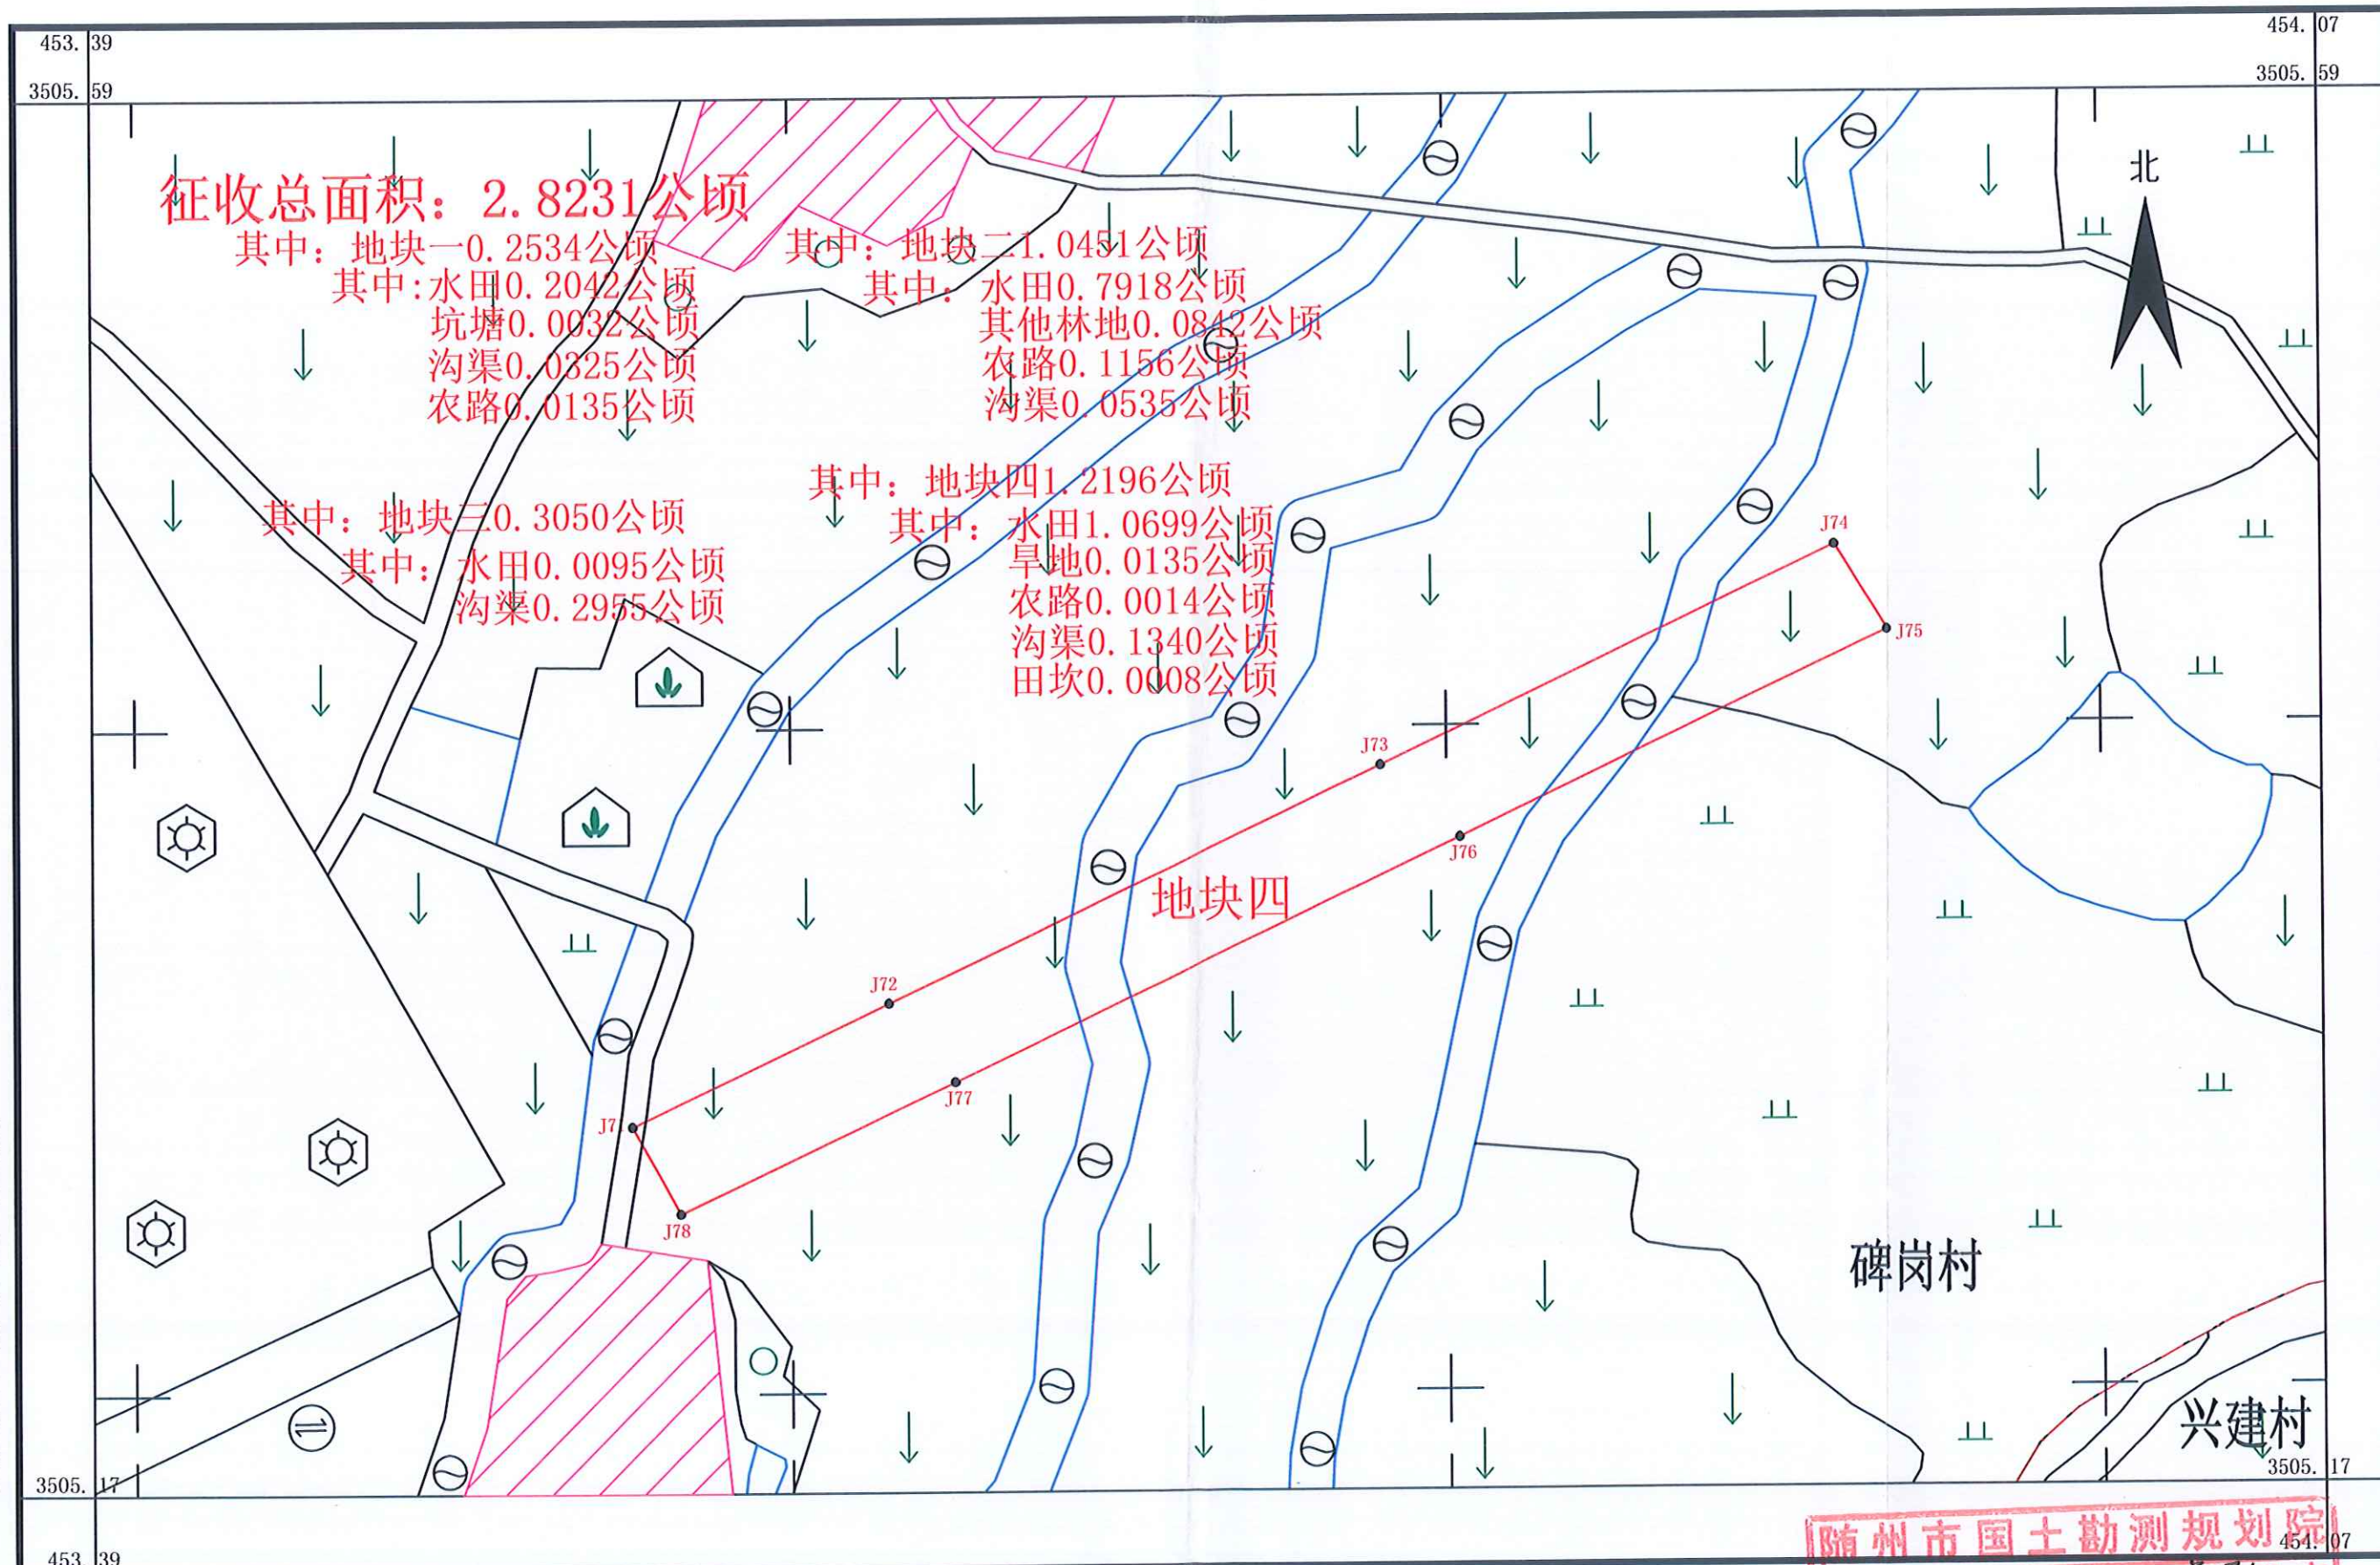 453.39
454.07
3505.59
3505.59
北
征收总面积：2.8231公顷
其中：地块一0.2534公顷
其中:水田0.2042公顷
坑塘0.0032公顷
沟渠0.0325公顷
农路0.0135公顷
其中：地块二1.0451公顷
其中：水田0.7918公顷
其他林地0.0842公顷
农路0.1156公顷
沟渠0.0535公顷
其中：地块三0.3050公顷
其中：水田0.0095公顷
沟渠0.2955公顷
其中：地块四1.2196公顷
其中：水田1.0699公顷
旱地0.0135公顷
农路0.0014公顷
沟渠0.1340公顷
田坎0.0008公顷
J74
J75
J73
J76
地块四
J72
J77
J71
J78
碑岗村
兴建村
3505.17
3505.17
随州市国土勘测规划院
453.39
454.07